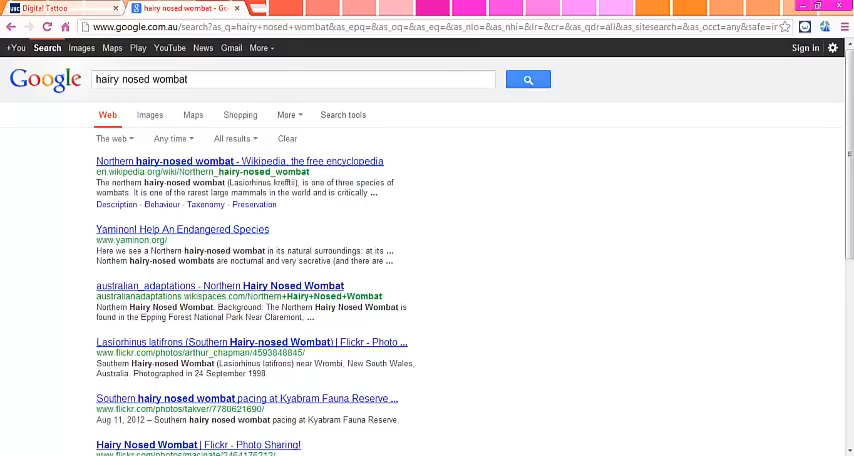 ABC Digital Tattoo × hairy nosed wombat - Go ×
www.google.com.au/search?as_q=hairy+nosed+wombat&as_epq=&as_oq=&as_eq=&as_nlo=&as_nhi=&lr=&cr=&as_qdr=all&as_sitesearch=&as_occt=any&safe=ir
+You Search Images Maps Play YouTube News Gmail More Sign in
Google hairy nosed wombat
Web Images Maps Shopping More Search tools
The web Any time All results Clear
Northern hairy-nosed wombat - Wikipedia, the free encyclopedia
en.wikipedia.org/wiki/Northern_hairy-nosed_wombat
The northern hairy-nosed wombat (Lasiorhinus krefftii), is one of three species of
wombats. It is one of the rarest large mammals in the world and is critically ...
Description - Behaviour - Taxonomy - Preservation
Yaminon! Help An Endangered Species
www.yaminon.org/
Here we see a Northern hairy-nosed wombat in its natural surroundings: at its ...
Northern hairy-nosed wombats are nocturnal and very secretive (and there are ...
australian_adaptations - Northern Hairy Nosed Wombat
australianadaptations.wikispaces.com/Northern+Hairy+Nosed+Wombat
Northern Hairy Nosed Wombat. Background: The Northern Hairy Nosed Wombat is
found in the Epping Forest National Park Near Claremont, ...
Lasiorhinus latifrons (Southern Hairy-nosed Wombat) | Flickr - Photo ...
www.flickr.com/photos/arthur_chapman/4593848845/
Southern Hairy-nosed Wombat (Lasiorhinus latifrons) near Wrombi, New South Wales,
Australia. Photographed in 24 September 1998.
Southern hairy nosed wombat pacing at Kyabram Fauna Reserve ...
www.flickr.com/photos/takver/7780621690/
Aug 11, 2012 – Southern hairy nosed wombat pacing at Kyabram Fauna Reserve.
Hairy Nosed Wombat | Flickr - Photo Sharing!